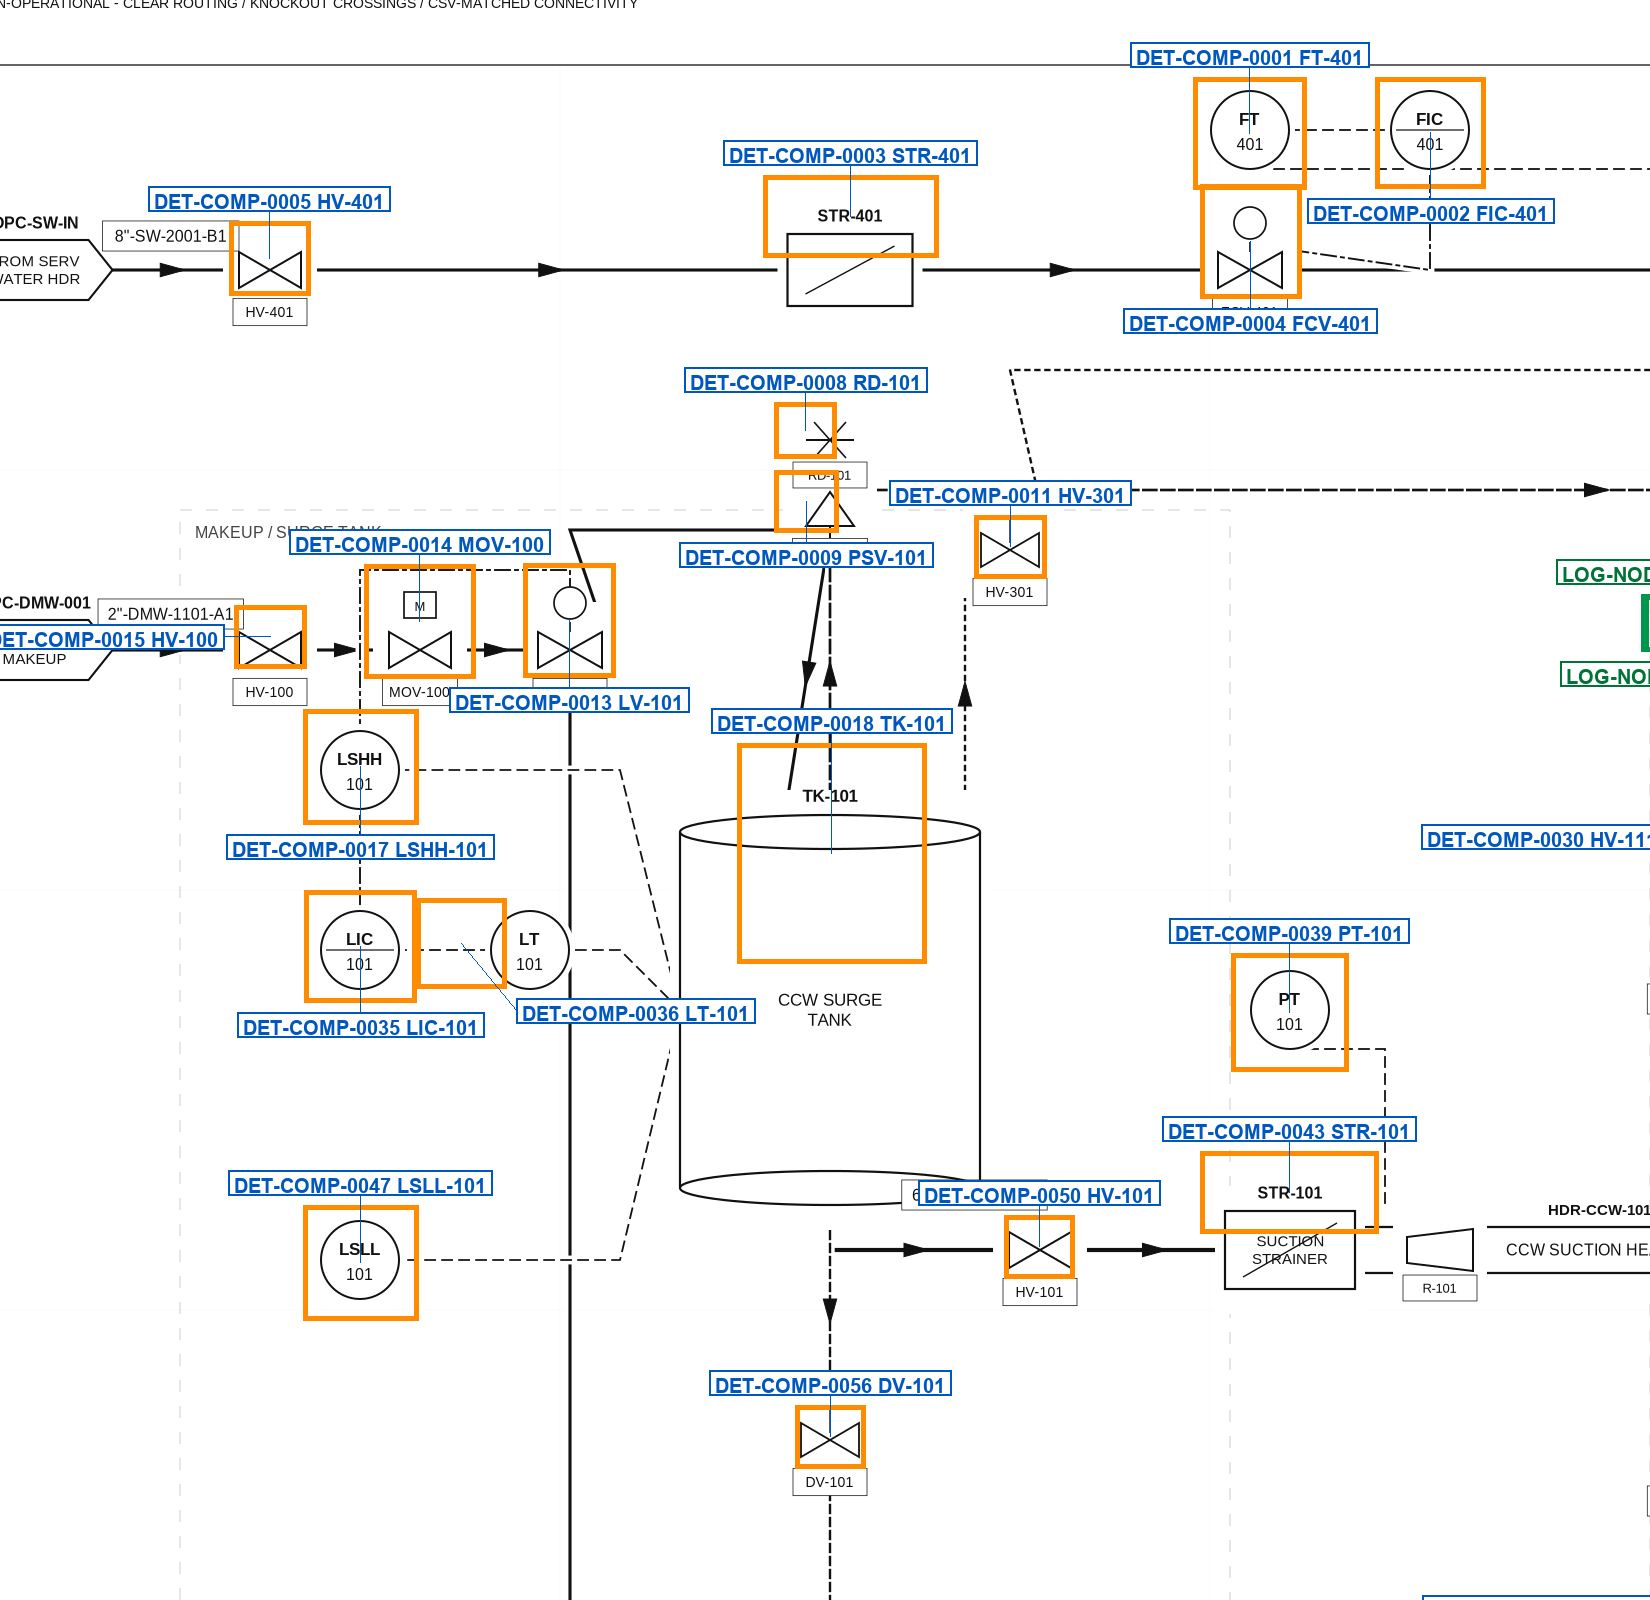 N-OPERATIONAL - CLEAR ROUTING / KNOCKOUT CROSSINGS / CSV-MATCHED CONNECTIVITY
DET-COMP-0001 FT-401
FT
401
FIC
401
DET-COMP-0003 STR-401
DET-COMP-0005 HV-401
DET-COMP-0002 FIC-401
OPC-SW-IN
8"-SW-2001-B1
STR-401
ROM SERV
WATER HDR
HV-401
DET-COMP-0004 FCV-401
DET-COMP-0008 RD-101
RD-101
DET-COMP-0011 HV-301
MAKEUP / SURGE TANK
DET-COMP-0014 MOV-100
DET-COMP-0009 PSV-101
LOG-NOD
HV-301
PC-DMW-001
2"-DMW-1101-A1
M
DET-COMP-0015 HV-100
MAKEUP
LOG-NOD
HV-100
MOV-100
DET-COMP-0013 LV-101
DET-COMP-0018 TK-101
LSHH
101
TK-101
DET-COMP-0017 LSHH-101
DET-COMP-0030 HV-111
LIC
101
LT
101
DET-COMP-0039 PT-101
CCW SURGE
TANK
PT
101
DET-COMP-0036 LT-101
DET-COMP-0035 LIC-101
DET-COMP-0043 STR-101
DET-COMP-0047 LSLL-101
6
DET-COMP-0050 HV-101
STR-101
HDR-CCW-101
LSLL
101
SUCTION
STRAINER
CCW SUCTION HE
HV-101
R-101
DET-COMP-0056 DV-101
DV-101